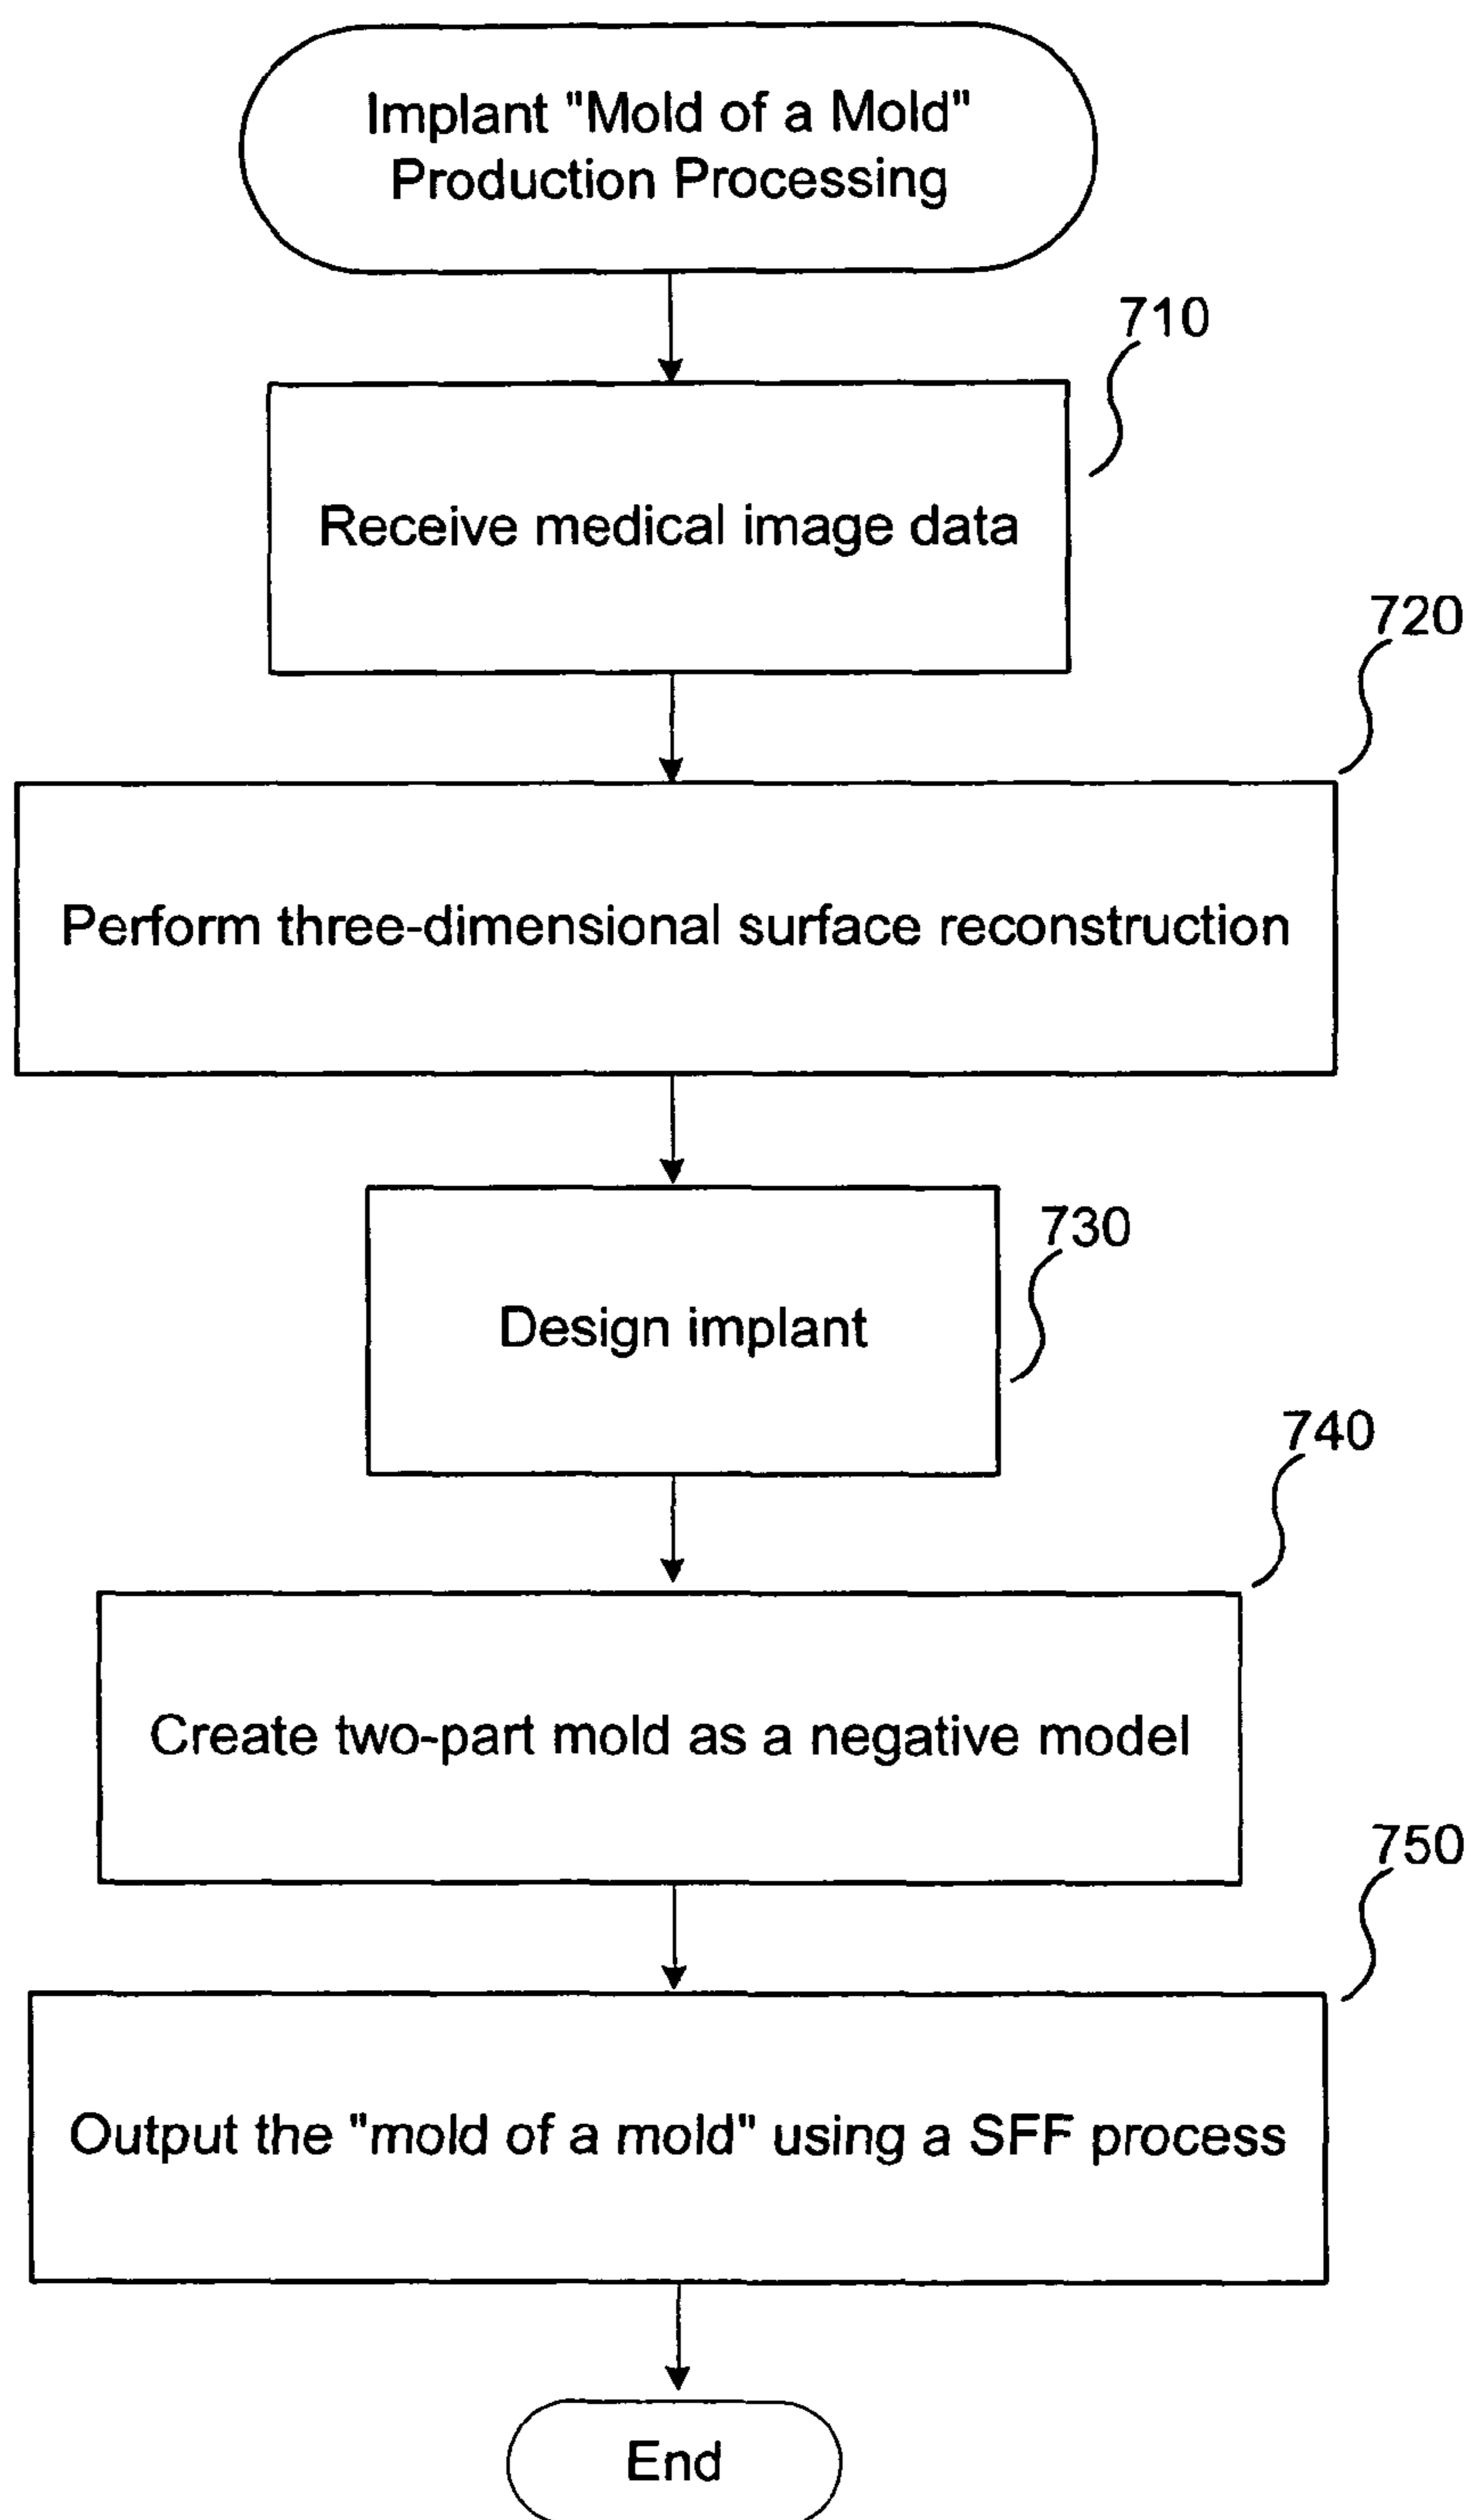 Implant "Mold of a Mold"
Production Processing
710
Receive medical image data
720
Perform three-dimensional surface reconstruction
730
Design implant
740
Create two-part mold as a negative model
750
Output the "mold of a mold" using a SFF process
End